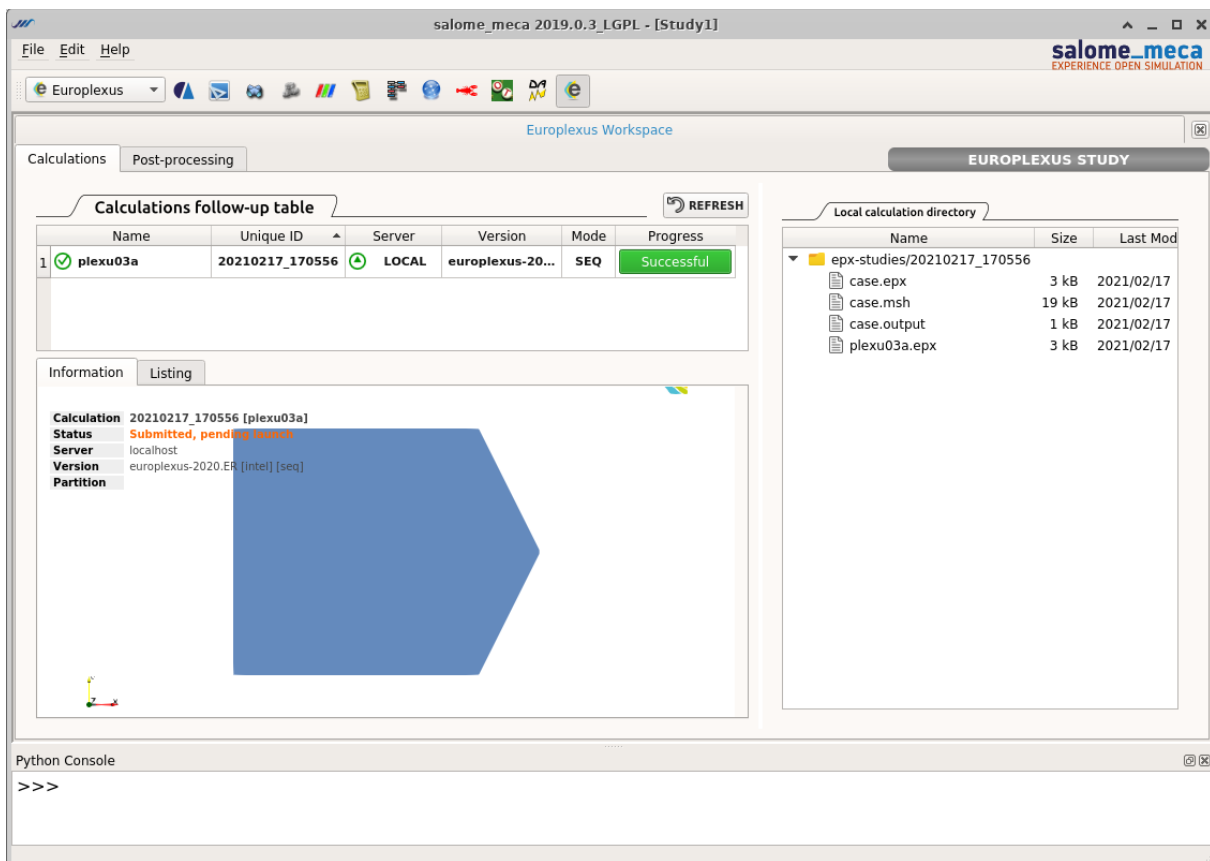 salome_meca 2019.0.3_LGPL - [Study1]
File Edit Help
salome_meca
EXPERIENCE OPEN SIMULATION
Europlexus
Europlexus Workspace
Calculations Post-processing
EUROPLEXUS STUDY
Calculations follow-up table
REFRESH
Name Unique ID Server Version Mode Progress
1 plexu03a 20210217_170556 LOCAL europlexus-20... SEQ Successful
Information Listing
Calculation 20210217_170556 [plexu03a]
Status Submitted, pending launch
Server localhost
Version europlexus-2020.ER [intel] [seq]
Partition
Z X
Local calculation directory
Name Size Last Mod
epx-studies/20210217_170556
case.epx 3 kB 2021/02/17
case.msh 19 kB 2021/02/17
case.output 1 kB 2021/02/17
plexu03a.epx 3 kB 2021/02/17
Python Console
>>>